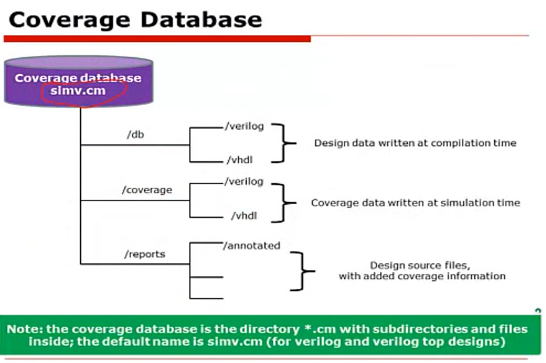 Coverage Database
Coverage database
simv.cm
/db
/verilog
/vhdl
Design data written at compilation time
/coverage
/verilog
/vhdl
Coverage data written at simulation time
/reports
/annotated
Design source files,
with added coverage information
Note: the coverage database is the directory *.cm with subdirectories and files
inside; the default name is simv.cm (for verilog and verilog top designs)